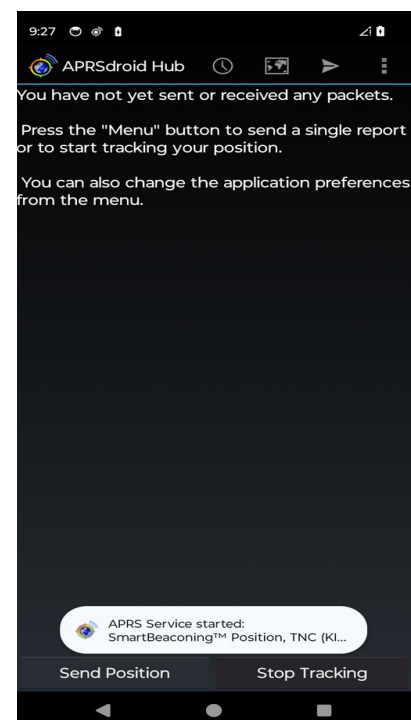 9:27
APRSdroid Hub
You have not yet sent or received any packets.
Press the "Menu" button to send a single report
or to start tracking your position.
You can also change the application preferences
from the menu.
APRS Service started:
SmartBeaconing™ Position, TNC (KI...
Send Position
Stop Tracking